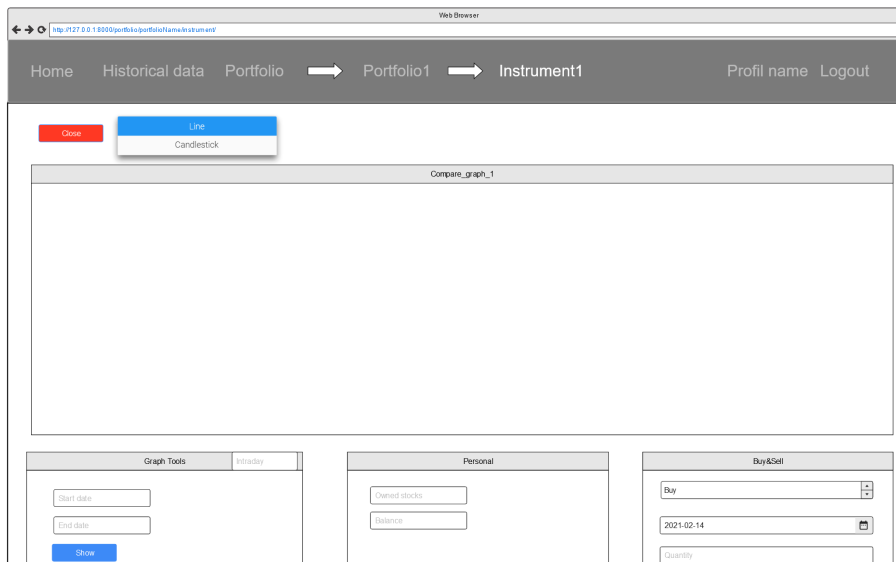 Web Browser
http://127.0.0.1:8000/portfolio/portfolioName/instrument/
Home Historical data Portfolio Portfolio1 Instrument1 Profil name Logout
Close
Line
Candlestick
Compare_graph_1
Graph Tools
Intraday
Start date
End date
Show
Personal
Owned stocks
Balance
Buy&Sell
Buy
2021-02-14
Quantity